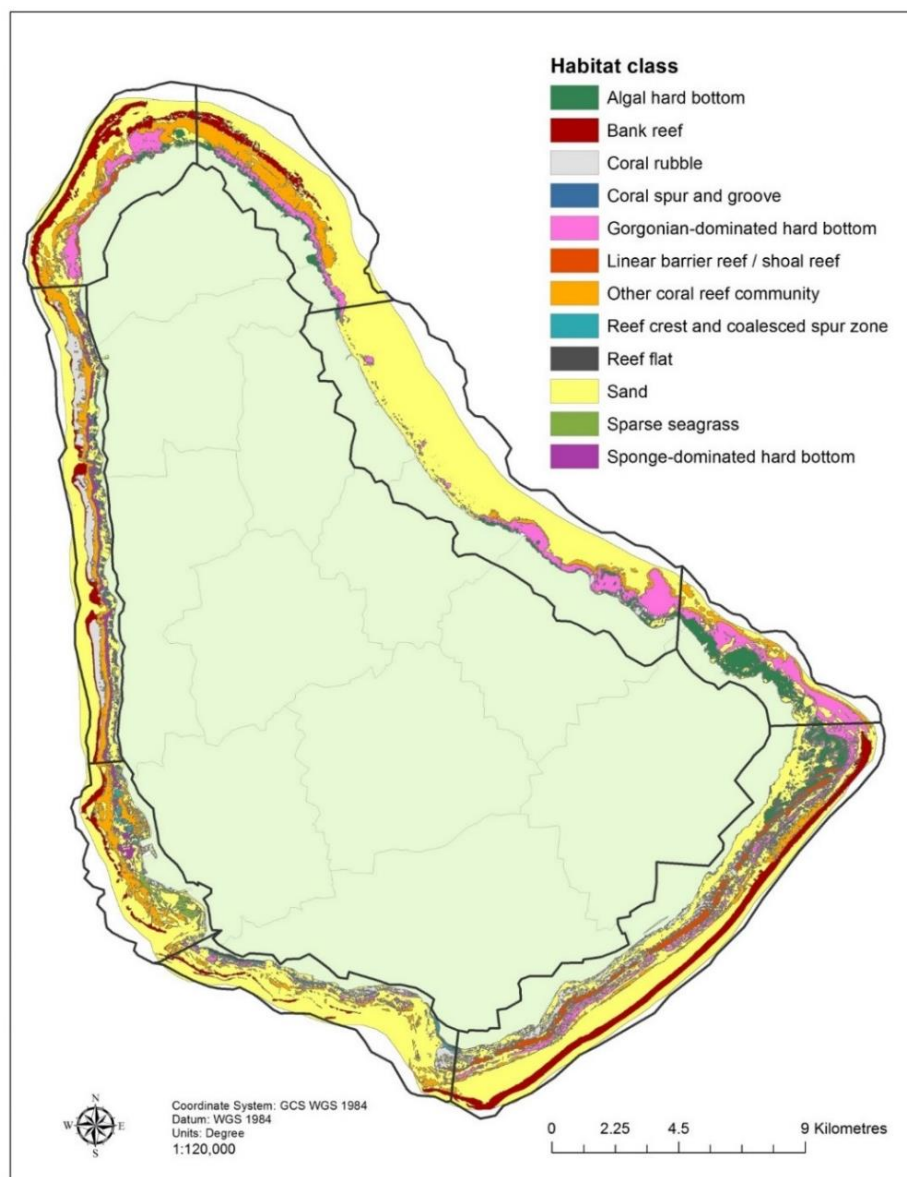 Habitat class
Algal hard bottom
Bank reef
Coral rubble
Coral spur and groove
Gorgonian-dominated hard bottom
Linear barrier reef / shoal reef
Other coral reef community
Reef crest and coalesced spur zone
Reef flat
Sand
Sparse seagrass
Sponge-dominated hard bottom
N
W E
S
Coordinate System: GCS WGS 1984
Datum: WGS 1984
Units: Degree
1:120,000
0 2.25 4.5 9 Kilometres